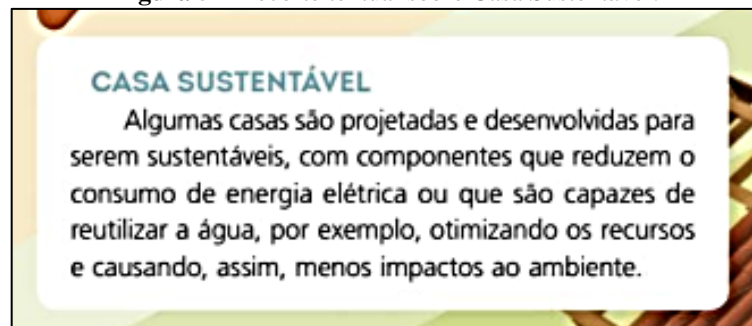 CASA SUSTENTÁVEL
Algumas casas são projetadas e desenvolvidas para
serem sustentáveis, com componentes que reduzem o
consumo de energia elétrica ou que são capazes de
reutilizar a água, por exemplo, otimizando os recursos
e causando, assim, menos impactos ao ambiente.